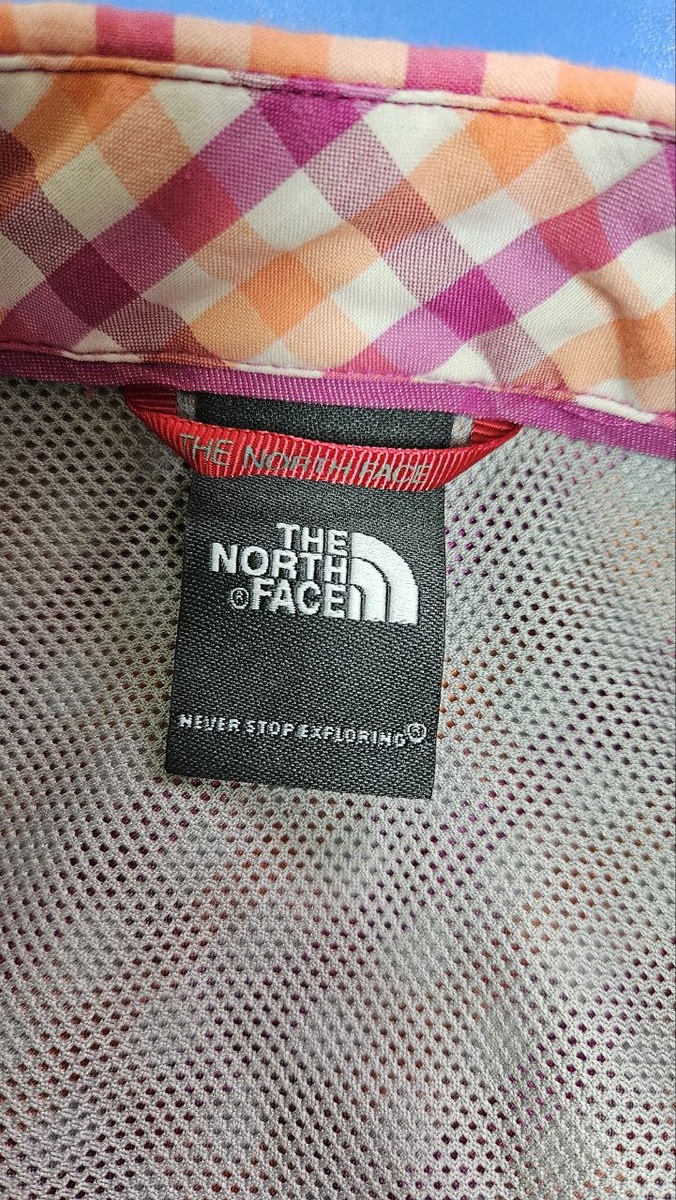 THE NORTH FACE
THE
NORTH
®FACE
NEVER STOP EXPLORING®